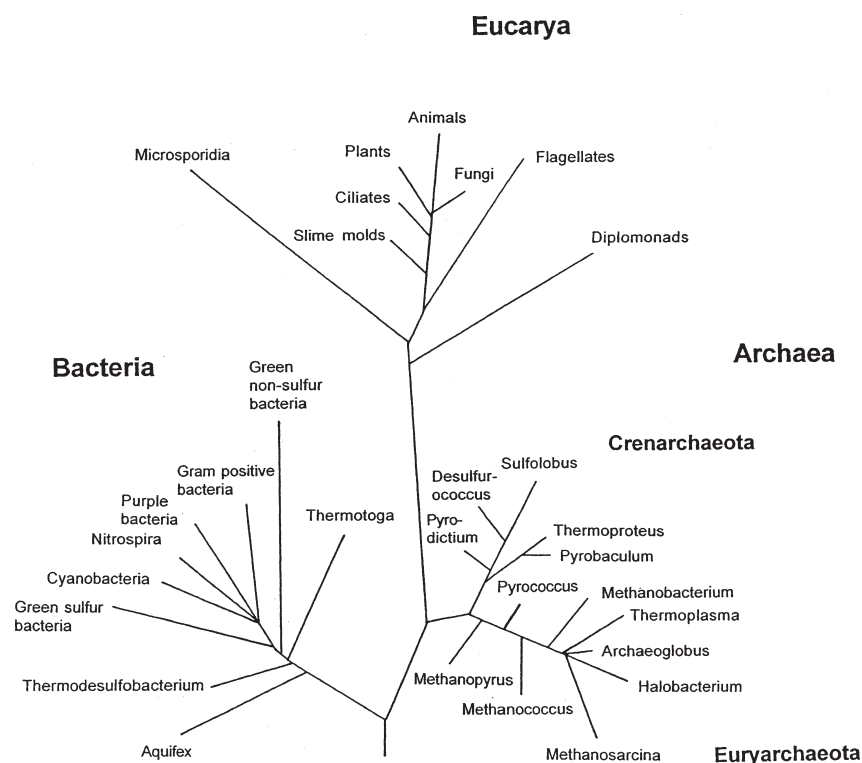 Eucarya
Animals
Microsporidia
Plants
Flagellates
Fungi
Ciliates
Slime molds
Diplomonads
Archaea
Bacteria
Green
non-sulfur
bacteria
Crenarchaeota
Sulfolobus
Desulfur-
ococcus
Gram positive
bacteria
Purple
bacteria
Thermotoga
Pyro-
dictium
Thermoproteus
Nitrospira
Pyrobaculum
Cyanobacteria
Pyrococcus
Methanobacterium
Green sulfur
bacteria
Thermoplasma
Archaeoglobus
Methanopyrus
Thermodesulfobacterium
Halobacterium
Methanococcus
Aquifex
Methanosarcina
Euryarchaeota